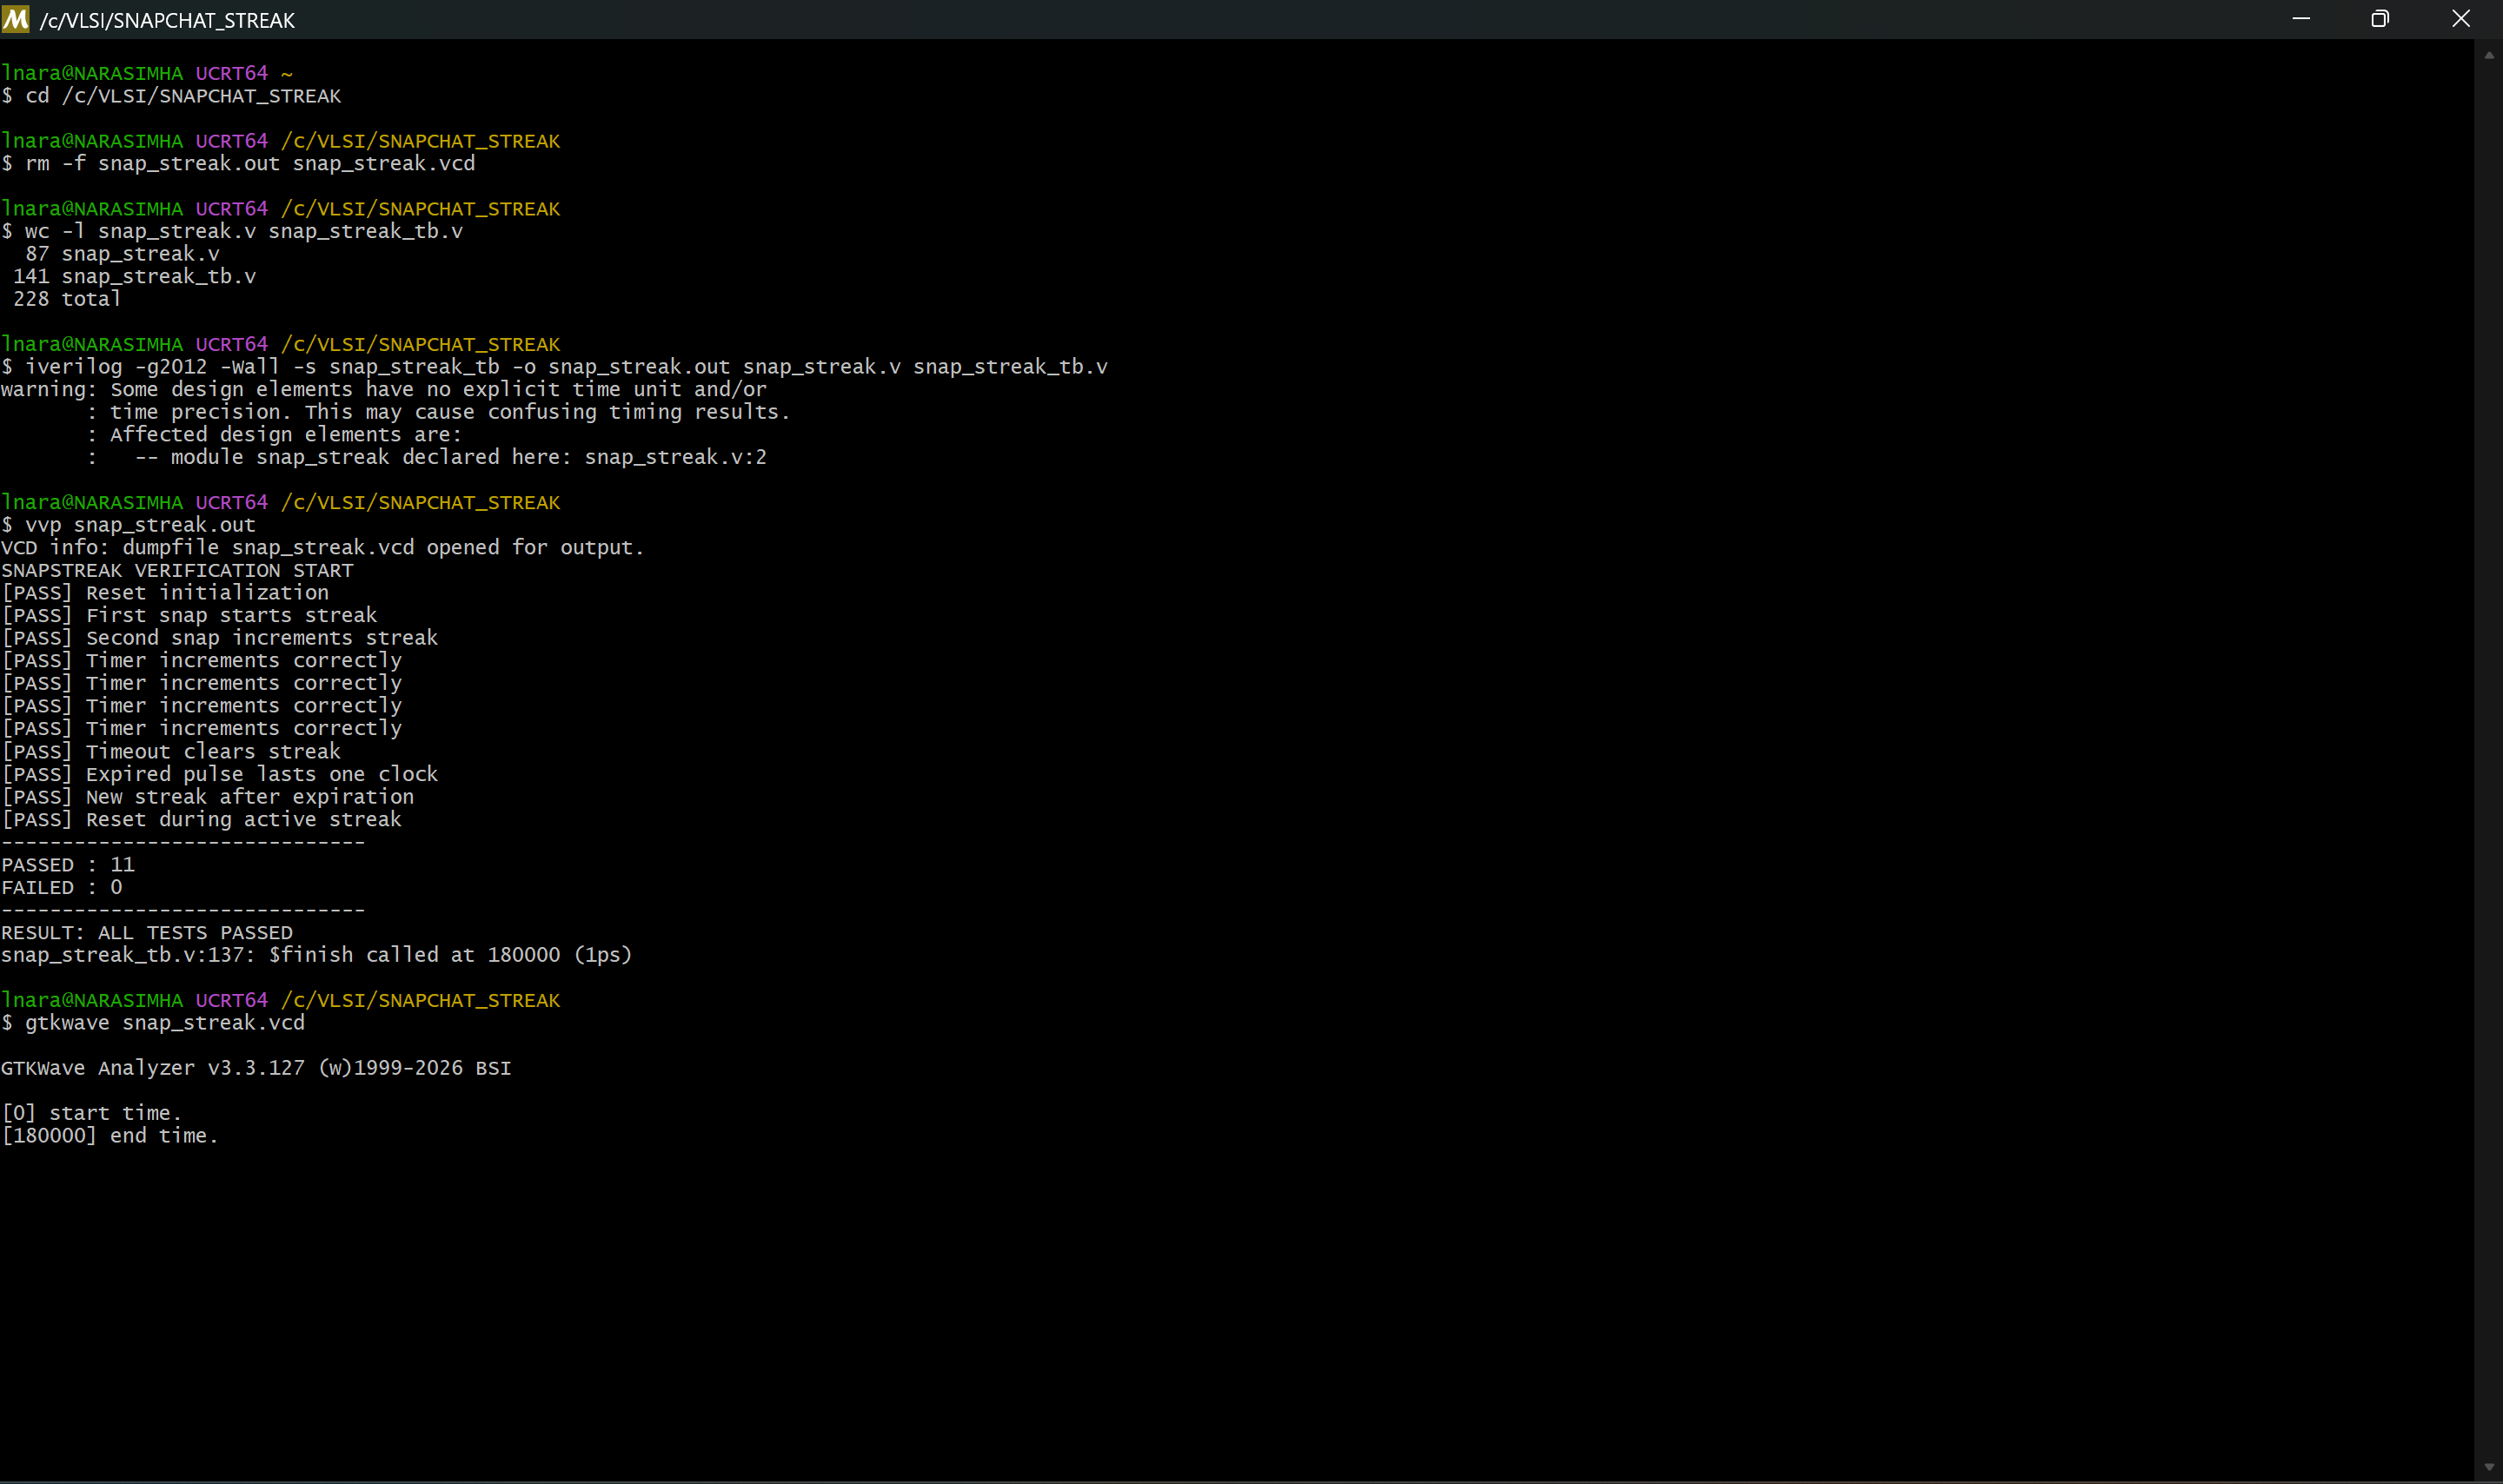 M /c/VLSI/SNAPCHAT_STREAK
lnara@NARASIMHA UCRT64 ~
$ cd /c/VLSI/SNAPCHAT_STREAK
lnara@NARASIMHA UCRT64 /c/VLSI/SNAPCHAT_STREAK
$ rm -f snap_streak.out snap_streak.vcd
lnara@NARASIMHA UCRT64 /c/VLSI/SNAPCHAT_STREAK
$ wc -l snap_streak.v snap_streak_tb.v
  87 snap_streak.v
 141 snap_streak_tb.v
 228 total
lnara@NARASIMHA UCRT64 /c/VLSI/SNAPCHAT_STREAK
$ iverilog -g2012 -Wall -s snap_streak_tb -o snap_streak.out snap_streak.v snap_streak_tb.v
warning: Some design elements have no explicit time unit and/or
       : time precision. This may cause confusing timing results.
       : Affected design elements are:
       :   -- module snap_streak declared here: snap_streak.v:2
lnara@NARASIMHA UCRT64 /c/VLSI/SNAPCHAT_STREAK
$ vvp snap_streak.out
VCD info: dumpfile snap_streak.vcd opened for output.
SNAPSTREAK VERIFICATION START
[PASS] Reset initialization
[PASS] First snap starts streak
[PASS] Second snap increments streak
[PASS] Timer increments correctly
[PASS] Timer increments correctly
[PASS] Timer increments correctly
[PASS] Timer increments correctly
[PASS] Timeout clears streak
[PASS] Expired pulse lasts one clock
[PASS] New streak after expiration
[PASS] Reset during active streak
------------------------------
PASSED : 11
FAILED : 0
------------------------------
RESULT: ALL TESTS PASSED
snap_streak_tb.v:137: $finish called at 180000 (1ps)
lnara@NARASIMHA UCRT64 /c/VLSI/SNAPCHAT_STREAK
$ gtkwave snap_streak.vcd
GTKWave Analyzer v3.3.127 (w)1999-2026 BSI
[0] start time.
[180000] end time.